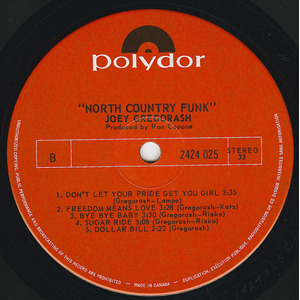 polydor
"NORTH COUNTRY FUNK"
JOEY GREGORASH
Produced by Ron Capone
B
2424 025
STEREO
33
1. DON'T LET YOUR PRIDE GET YOU GIRL 3:35
(Gregorash-Lampe)
2. FREEDOM MEANS LOVE 3:28 (Gregorash-Katz)
3. BYE BYE BABY 3:30 (Gregorash-Risko)
4. SUGAR RIDE 3:08 (Gregorash-Risko)
5. DOLLAR BILL 2:22 (Gregorash)
MADE IN CANADA